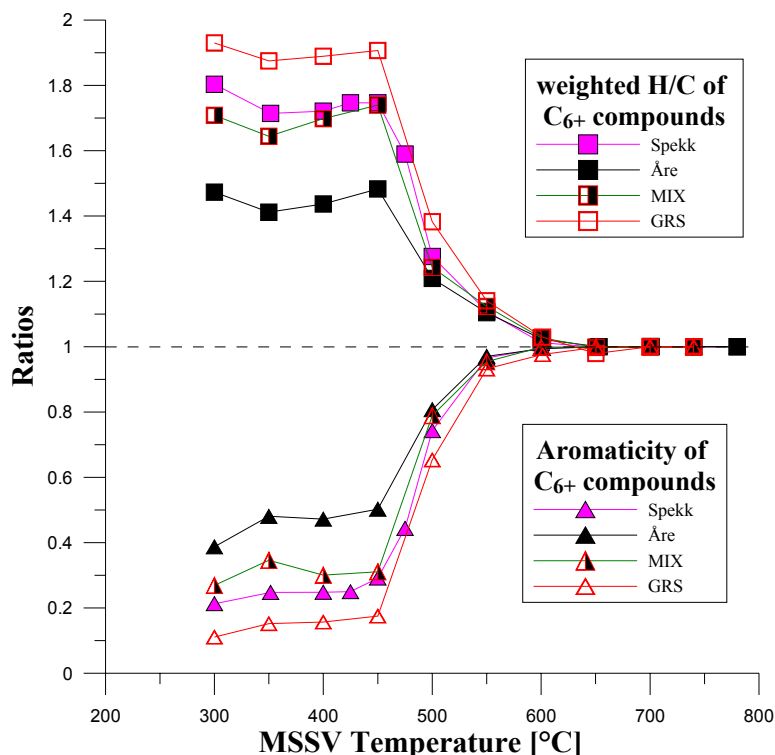 2
1.8
1.6
1.4
1.2
1
0.8
0.6
0.4
0.2
0
Ratios
weighted H/C of
C6+ compounds
Spekk
Åre
MIX
GRS
Aromaticity of
C6+ compounds
Spekk
Åre
MIX
GRS
200 300 400 500 600 700 800
MSSV Temperature [°C]